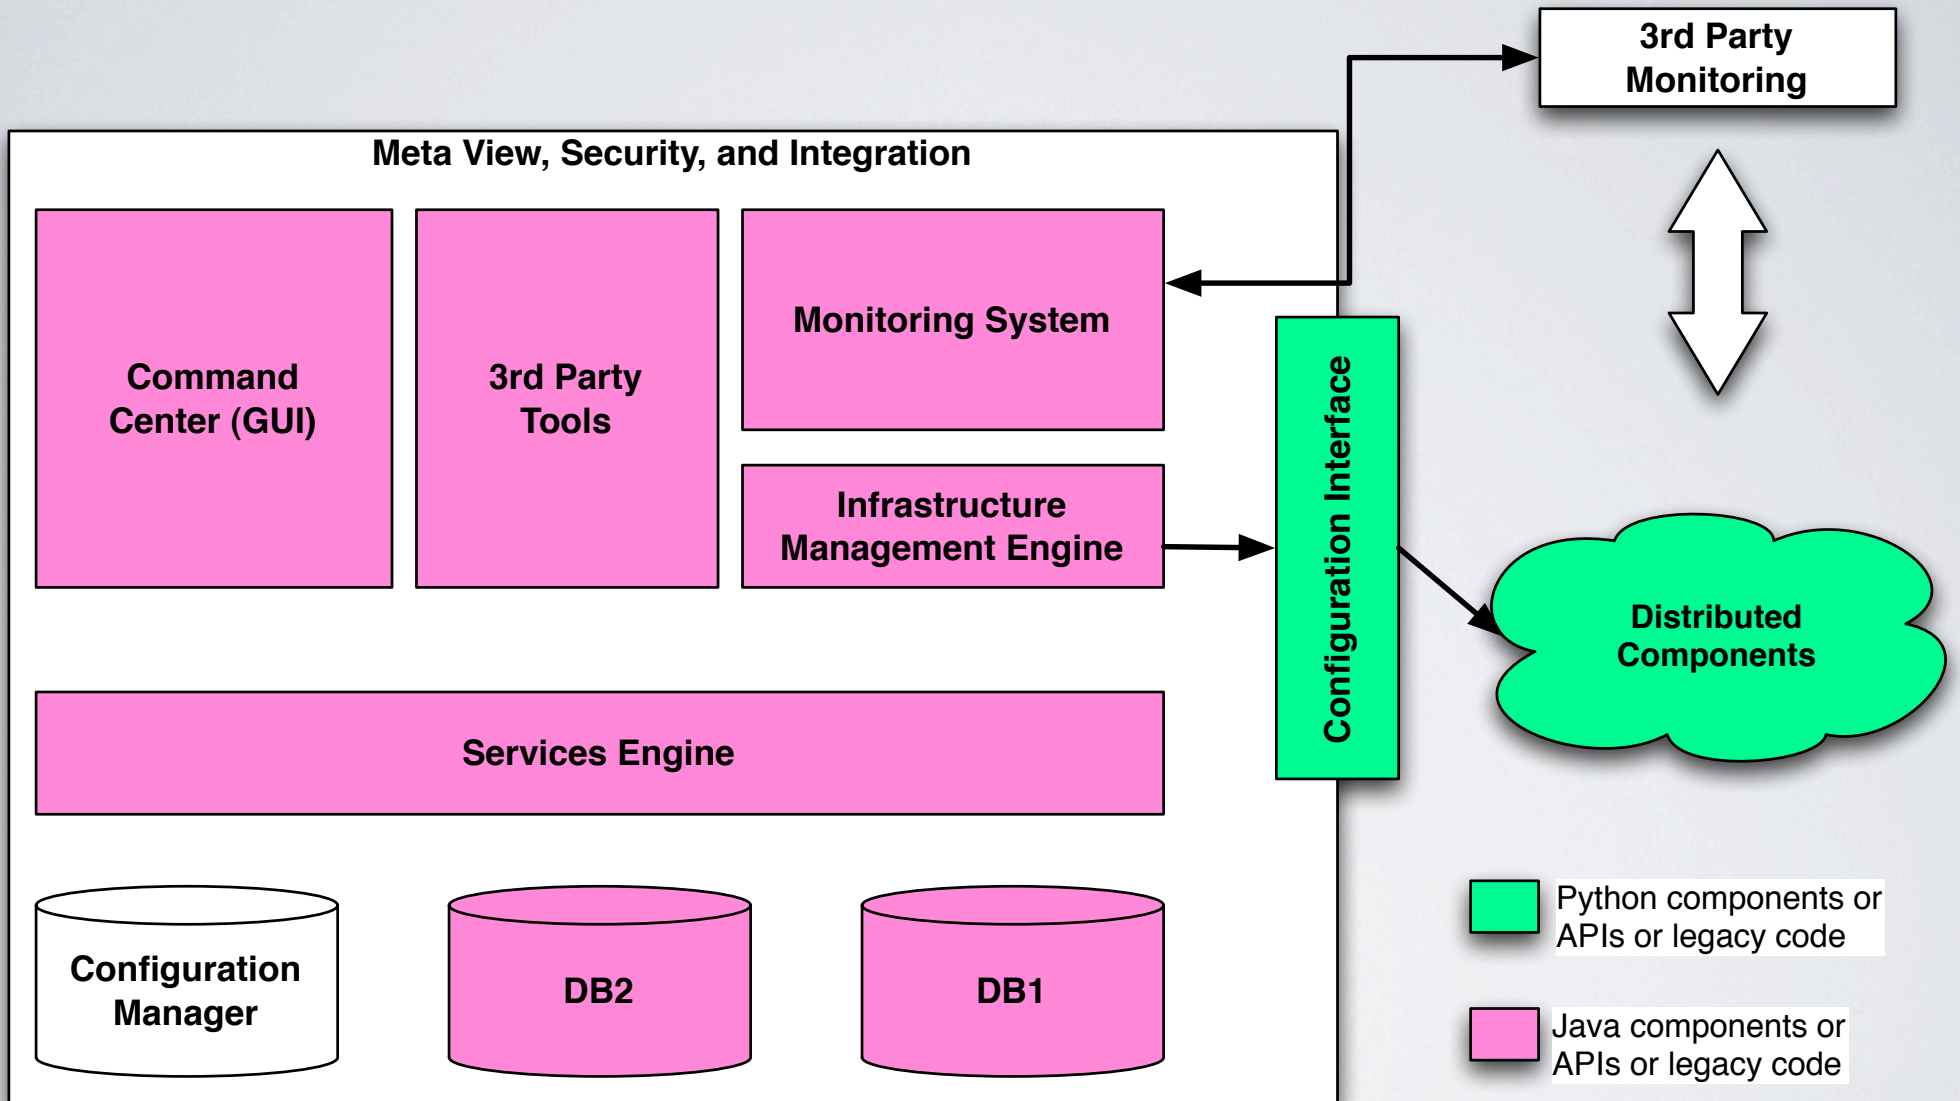 3rd Party
Monitoring
Meta View, Security, and Integration
Command
Center (GUI)
3rd Party
Tools
Monitoring System
Infrastructure
Management Engine
Configuration Interface
Distributed
Components
Services Engine
Configuration
Manager
DB2
DB1
Python components or
APIs or legacy code
Java components or
APIs or legacy code